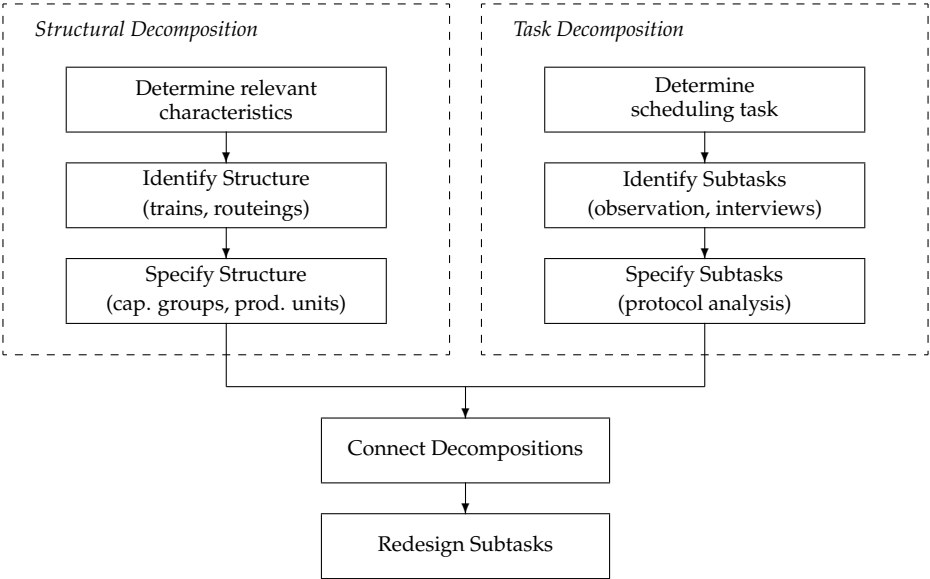 Structural Decomposition
Determine relevant
characteristics
Identify Structure
(trains, routeings)
Specify Structure
(cap. groups, prod. units)
Task Decomposition
Determine
scheduling task
Identify Subtasks
(observation, interviews)
Specify Subtasks
(protocol analysis)
Connect Decompositions
Redesign Subtasks